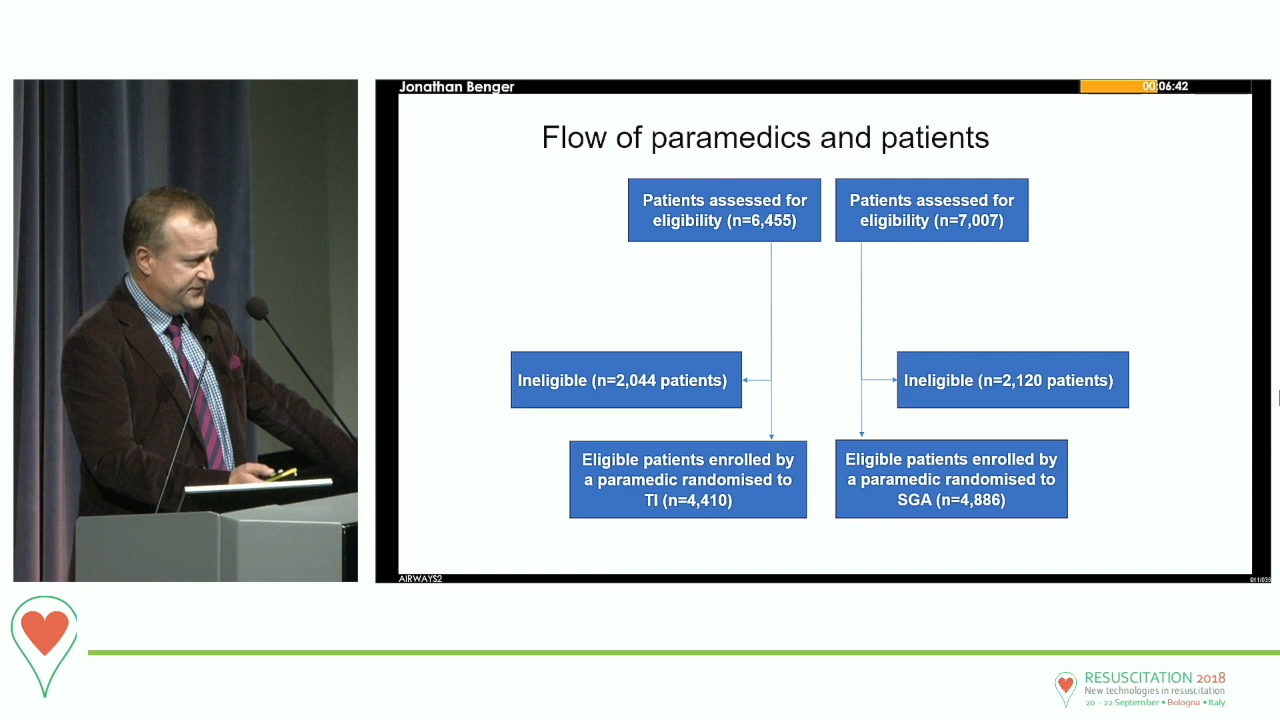 Jonathan Benger
00:06:42
Flow of paramedics and patients
Patients assessed for
eligibility (n=6,455)
Patients assessed for
eligibility (n=7,007)
Ineligible (n=2,044 patients)
Ineligible (n=2,120 patients)
Eligible patients enrolled by
a paramedic randomised to
TI (n=4,410)
Eligible patients enrolled by
a paramedic randomised to
SGA (n=4,886)
AIRWAYS2
RESUSCITATION 2018
New technologies in resuscitation
20 - 22 September • Bologna • Italy